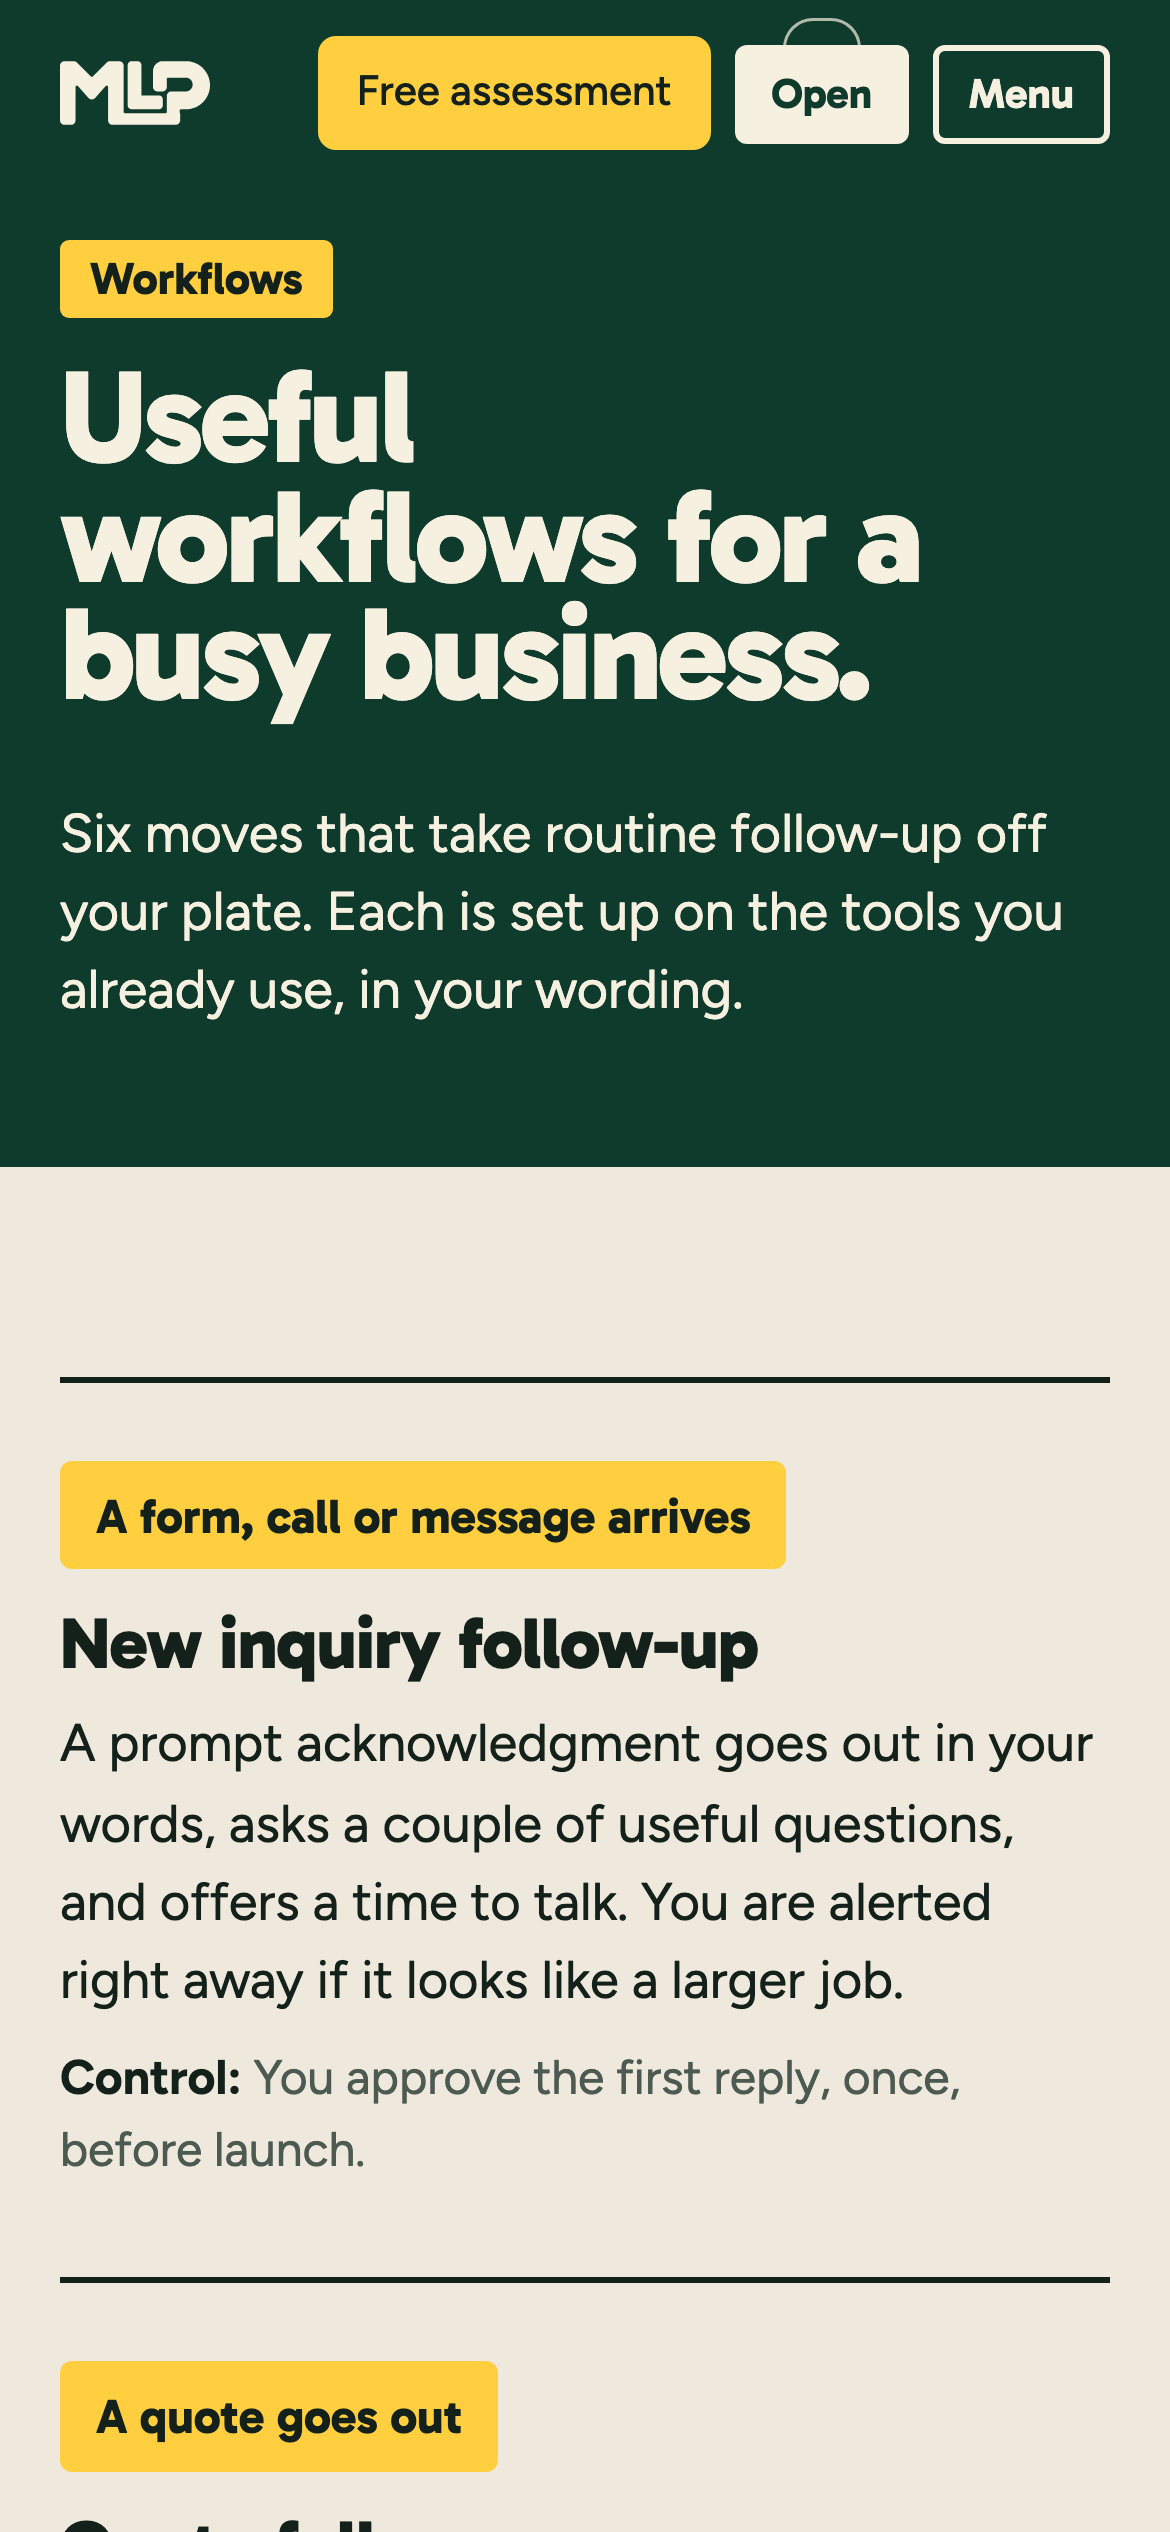 MLP
Free assessment
Open
Menu
Workflows
Useful
workflows for a
busy business.
Six moves that take routine follow-up off
your plate. Each is set up on the tools you
already use, in your wording.
A form, call or message arrives
New inquiry follow-up
A prompt acknowledgment goes out in your
words, asks a couple of useful questions,
and offers a time to talk. You are alerted
right away if it looks like a larger job.
Control: You approve the first reply, once,
before launch.
A quote goes out